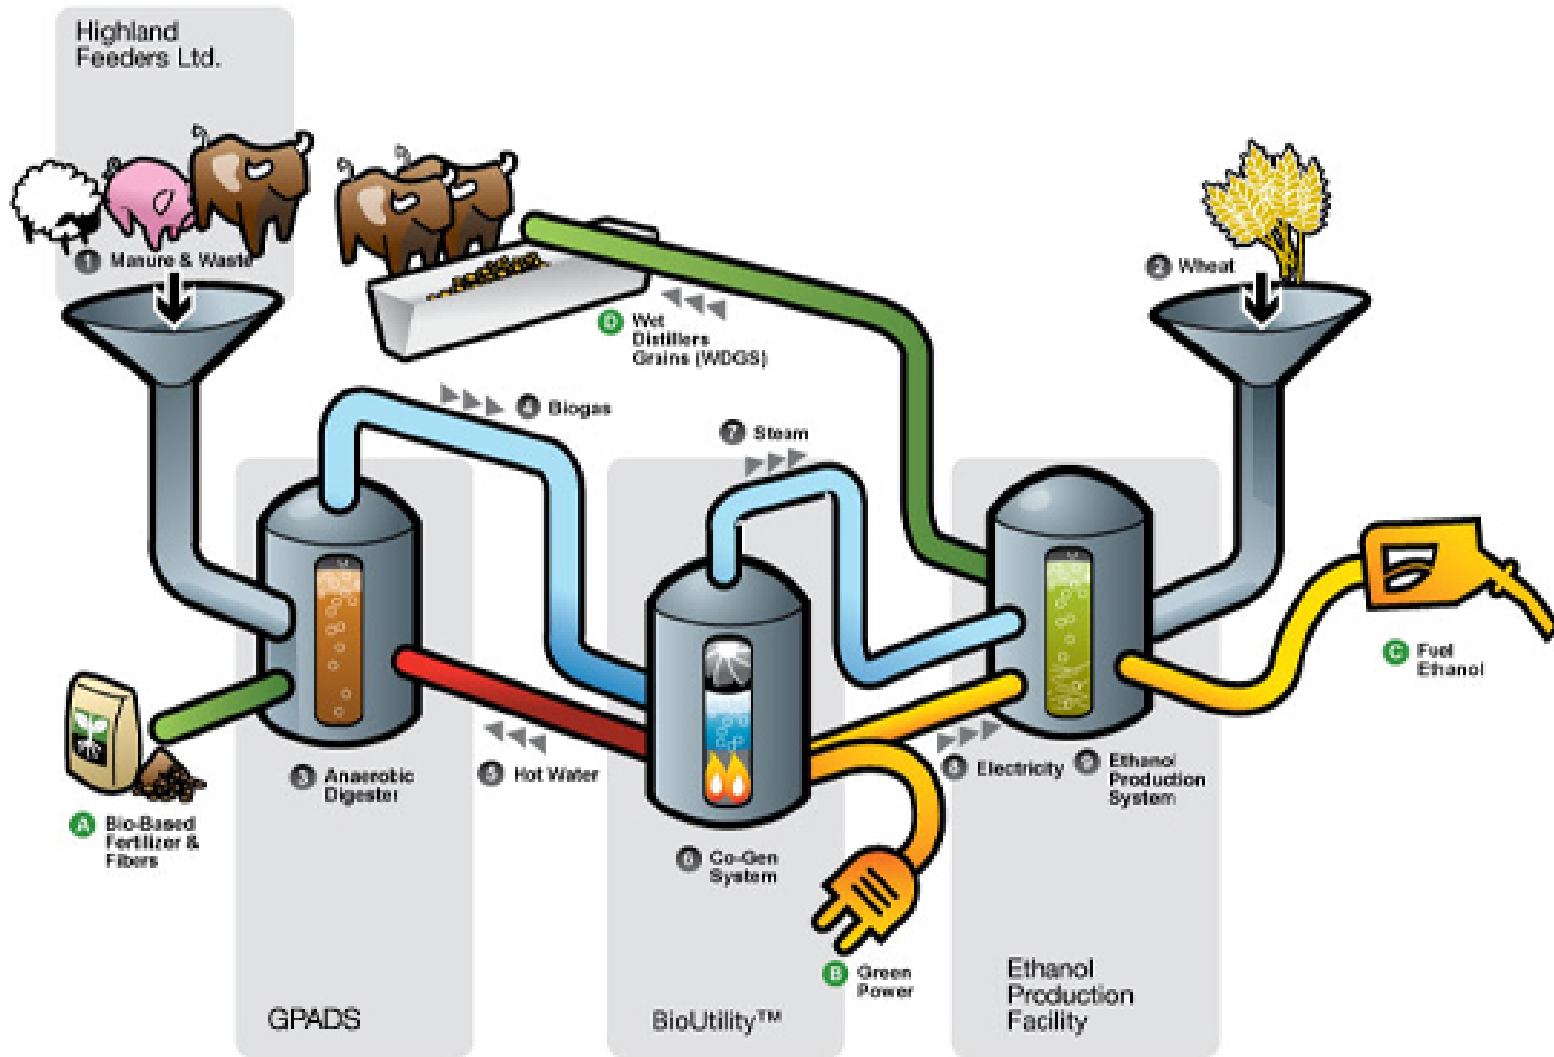 Highland
Feeders Ltd.
1 Manure & Waste
2 Wheat
D Wet
Distillers
Grains (WDGS)
4 Biogas
7 Steam
C Fuel
Ethanol
3 Anaerobic
Digester
5 Hot Water
8 Electricity
9 Ethanol
Production
System
A Bio-Based
Fertilizer &
Fibers
6 Co-Gen
System
B Green
Power
GPADS
BioUtility™
Ethanol
Production
Facility